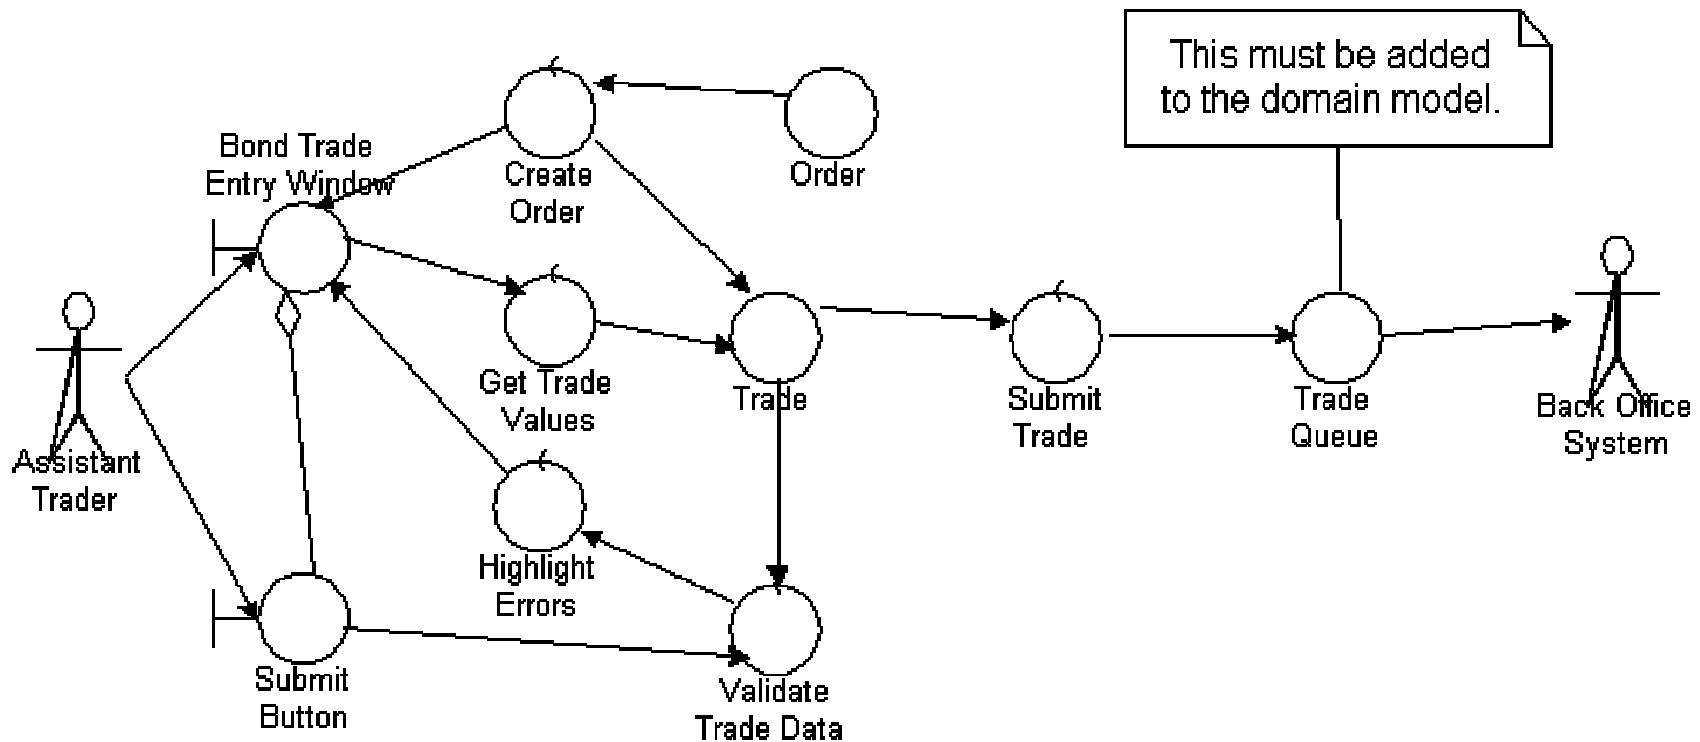 This must be added
to the domain model.
Bond Trade
Entry Window
Create
Order
Order
Get Trade
Values
Trade
Submit
Trade
Trade
Queue
Back Office
System
Assistant
Trader
Highlight
Errors
Submit
Button
Validate
Trade Data